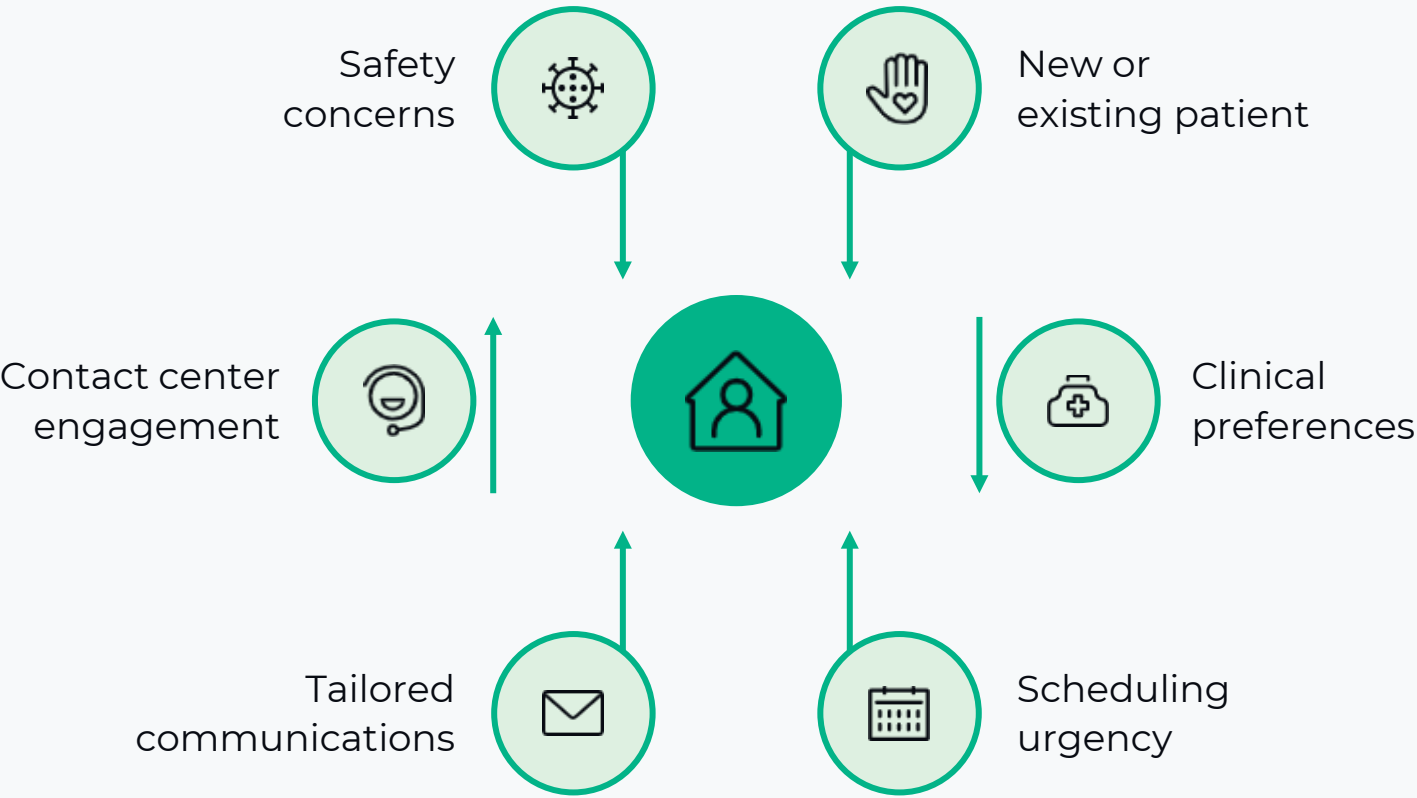 Safety
concerns
New or
existing patient
Contact center
engagement
Clinical
preferences
Tailored
communications
Scheduling
urgency